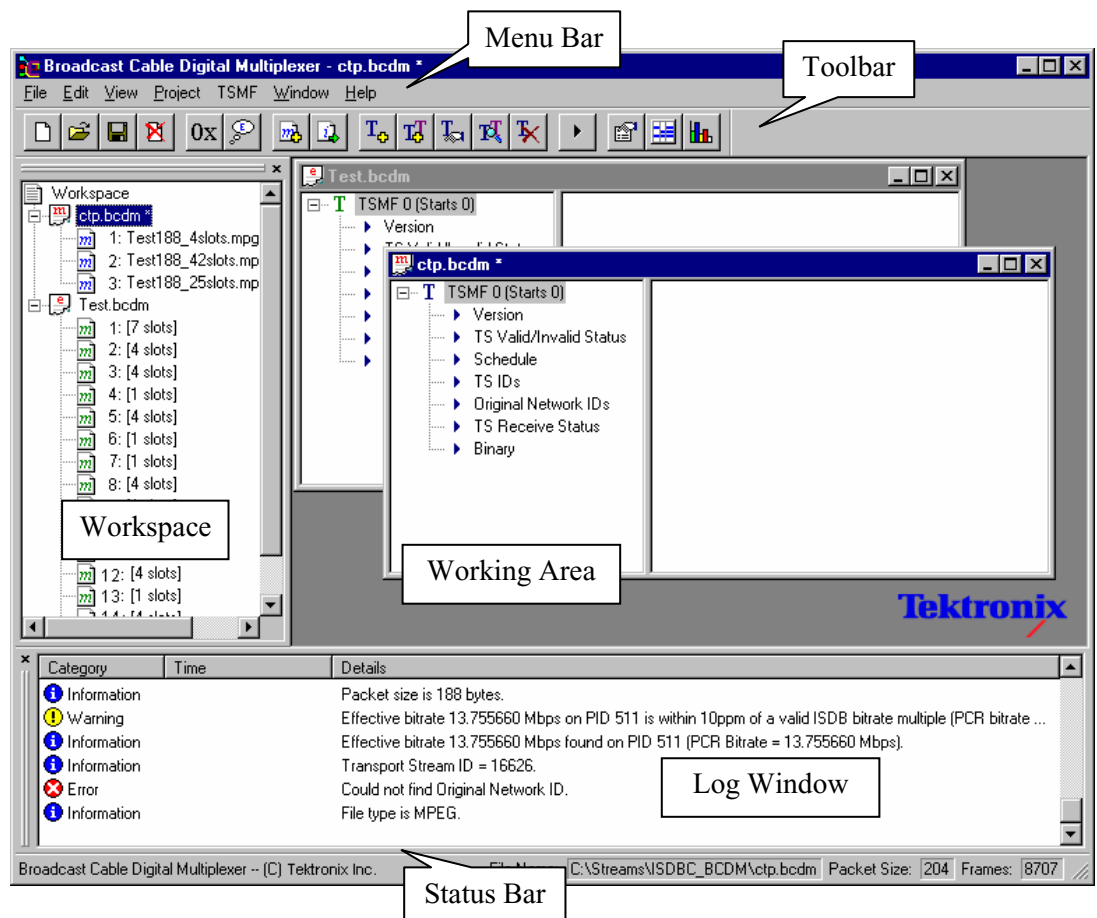 Menu Bar
Toolbar
Broadcast Cable Digital Multiplexer - ctp.bcdm *
File Edit View Project TSMF Window Help
0x
Workspace
ctp.bcdm *
1: Test188_4slots.mpg
2: Test188_42slots.mp
3: Test188_25slots.mp
Test.bcdm
1: [7 slots]
2: [4 slots]
3: [4 slots]
4: [1 slots]
5: [4 slots]
6: [1 slots]
7: [1 slots]
8: [4 slots]
Workspace
12: [4 slots]
13: [1 slots]
Test.bcdm
TSMF 0 (Starts 0)
Version
ctp.bcdm *
TSMF 0 (Starts 0)
Version
TS Valid/Invalid Status
Schedule
TS IDs
Original Network IDs
TS Receive Status
Binary
Working Area
Tektronix
Category Time Details
Information Packet size is 188 bytes.
Warning Effective bitrate 13.755660 Mbps on PID 511 is within 10ppm of a valid ISDB bitrate multiple (PCR bitrate ...
Information Effective bitrate 13.755660 Mbps found on PID 511 (PCR Bitrate = 13.755660 Mbps).
Information Transport Stream ID = 16626.
Error Could not find Original Network ID.
Information File type is MPEG.
Log Window
Broadcast Cable Digital Multiplexer -- (C) Tektronix Inc. C:\Streams\ISDBC_BCDM\ctp.bcdm Packet Size: 204 Frames: 8707
Status Bar